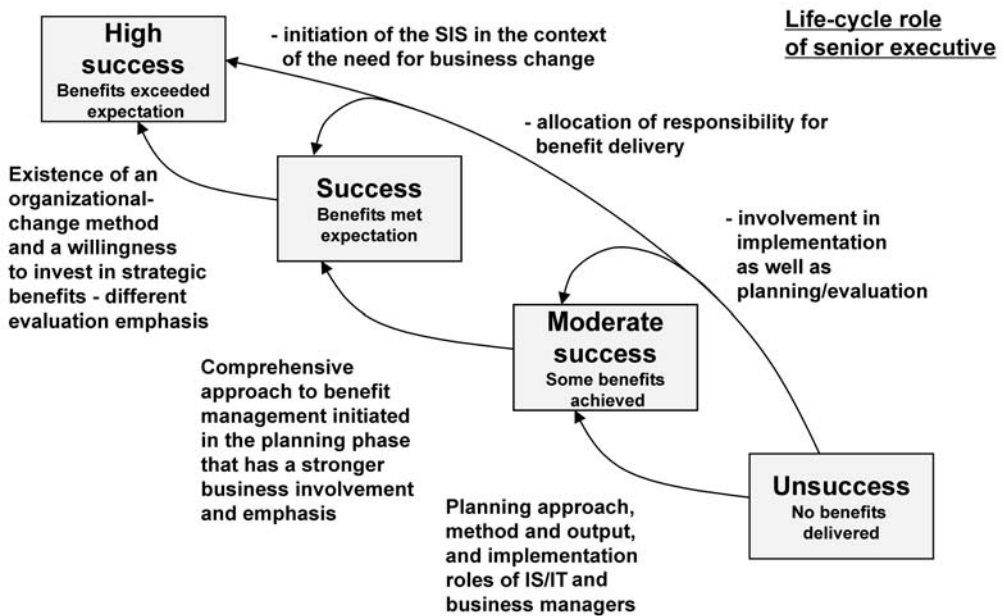 Life-cycle role
of senior executive
High
success
Benefits exceeded
expectation
- initiation of the SIS in the context
of the need for business change
- allocation of responsibility for
benefit delivery
Existence of an
organizational-
change method
and a willingness
to invest in strategic
benefits - different
evaluation emphasis
Success
Benefits met
expectation
- involvement in
implementation
as well as
planning/evaluation
Moderate
success
Some benefits
achieved
Comprehensive
approach to benefit
management initiated
in the planning phase
that has a stronger
business involvement
and emphasis
Unsuccess
No benefits
delivered
Planning approach,
method and output,
and implementation
roles of IS/IT and
business managers